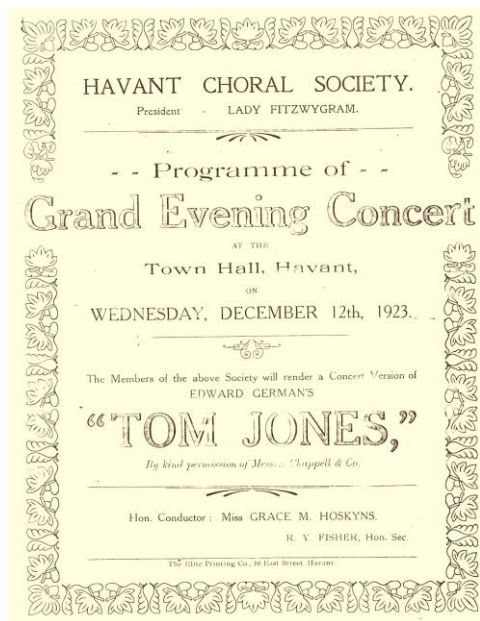 HAVANT CHORAL SOCIETY.
President - LADY FITZWYGRAM.
- - Programme of - -
Grand Evening Concert
AT THE
Town Hall, Havant,
ON
WEDNESDAY, DECEMBER 12th, 1923.
The Members of the above Society will render a Concert Version of
EDWARD GERMAN'S
"TOM JONES,"
By kind permission of Messrs. Chappell & Co.
Hon. Conductor: Miss GRACE M. HOSKYNS.
R. Y. FISHER, Hon. Sec.
The Elite Printing Co., 10 East Street, Havant.